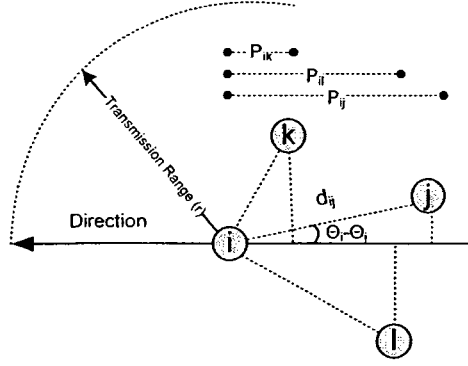 P_ik
P_il
P_ij
Transmission Range (r)
k
d_ij
j
Direction
i
Θ_i-Θ_j
l